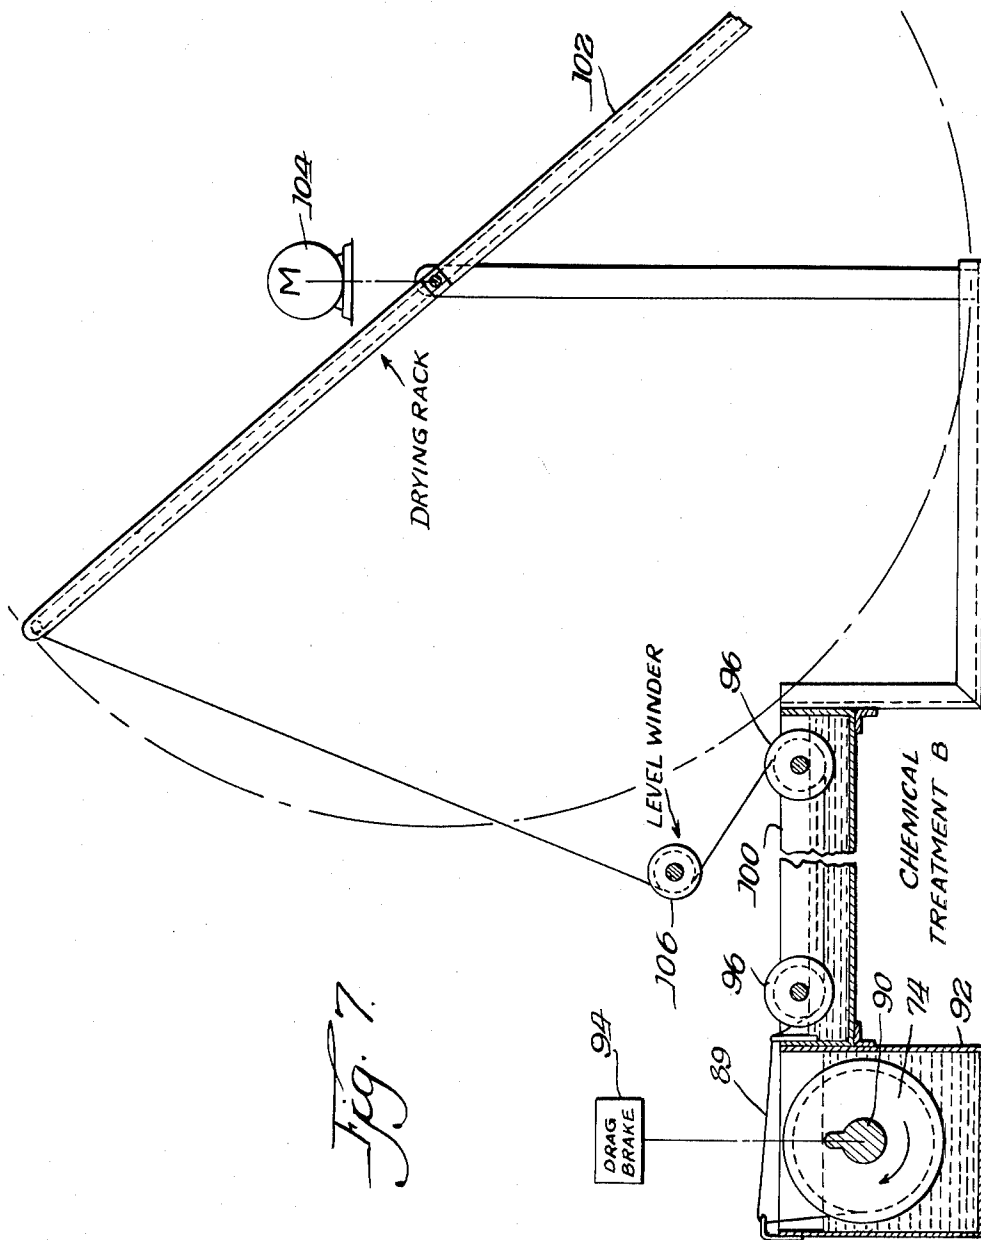 102
104
M
DRYING RACK
LEVEL WINDER
96
106
100
96
CHEMICAL
TREATMENT B
Fig. 7.
94
DRAG
BRAKE
89
90
74
92